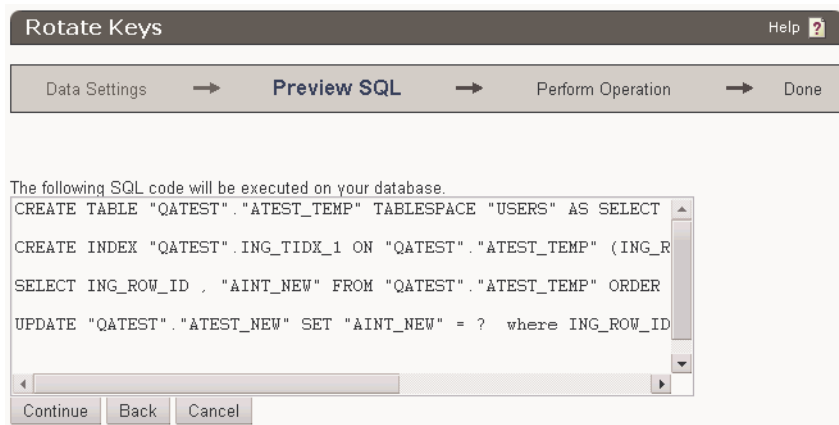 Rotate Keys
Help ?
Data Settings → Preview SQL → Perform Operation → Done
The following SQL code will be executed on your database.
CREATE TABLE "QATEST"."ATEST_TEMP" TABLESPACE "USERS" AS SELECT
CREATE INDEX "QATEST".ING_TIDX_1 ON "QATEST"."ATEST_TEMP" (ING_R
SELECT ING_ROW_ID , "AINT_NEW" FROM "QATEST"."ATEST_TEMP" ORDER
UPDATE "QATEST"."ATEST_NEW" SET "AINT_NEW" = ?  where ING_ROW_ID
Continue Back Cancel